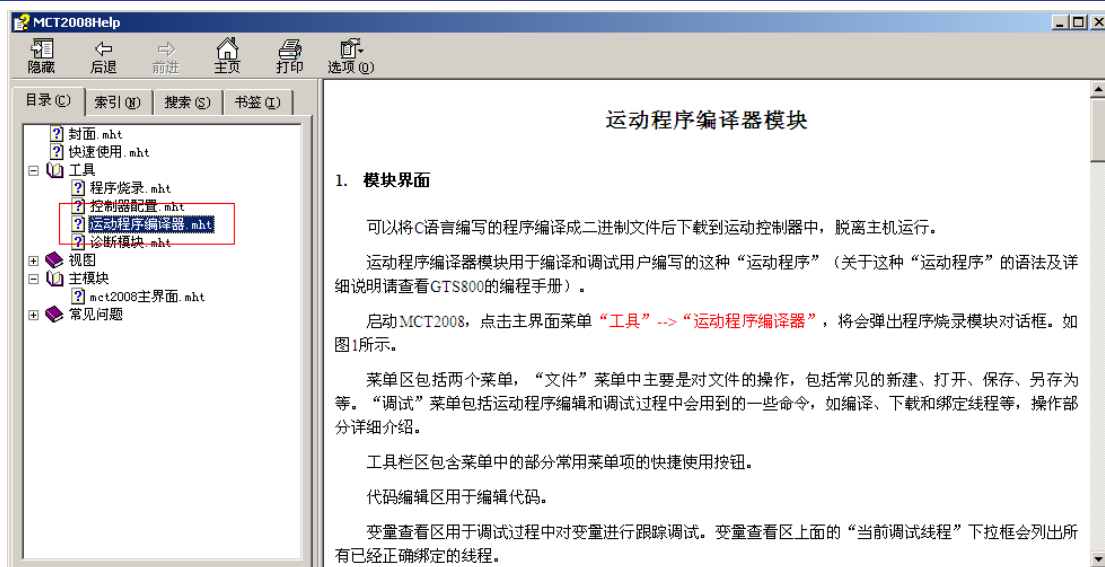 MCT2008Help
隐藏 后退 前进 主页 打印 选项(O)
目录(C) 索引(N) 搜索(S) 书签(I)
封面.mht
快速使用.mht
工具
程序烧录.mht
控制器配置.mht
运动程序编译器.mht
诊断模块.mht
视图
主模块
mct2008主界面.mht
常见问题
运动程序编译器模块
1. 模块界面
可以将C语言编写的程序编译成二进制文件后下载到运动控制器中，脱离主机运行。
运动程序编译器模块用于编译和调试用户编写的这种“运动程序”（关于这种“运动程序”的语法及详
细说明请查看GTS800的编程手册）。
启动MCT2008，点击主界面菜单“工具”-->“运动程序编译器”，将会弹出程序烧录模块对话框。如
图1所示。
菜单区包括两个菜单，“文件”菜单中主要是对文件的操作，包括常见的新建、打开、保存、另存为
等。“调试”菜单包括运动程序编辑和调试过程中会用到的一些命令，如编译、下载和绑定线程等，操作部
分详细介绍。
工具栏区包含菜单中的部分常用菜单项的快捷使用按钮。
代码编辑区用于编辑代码。
变量查看区用于调试过程中对变量进行跟踪调试。变量查看区上面的“当前调试线程”下拉框会列出所
有已经正确绑定的线程。